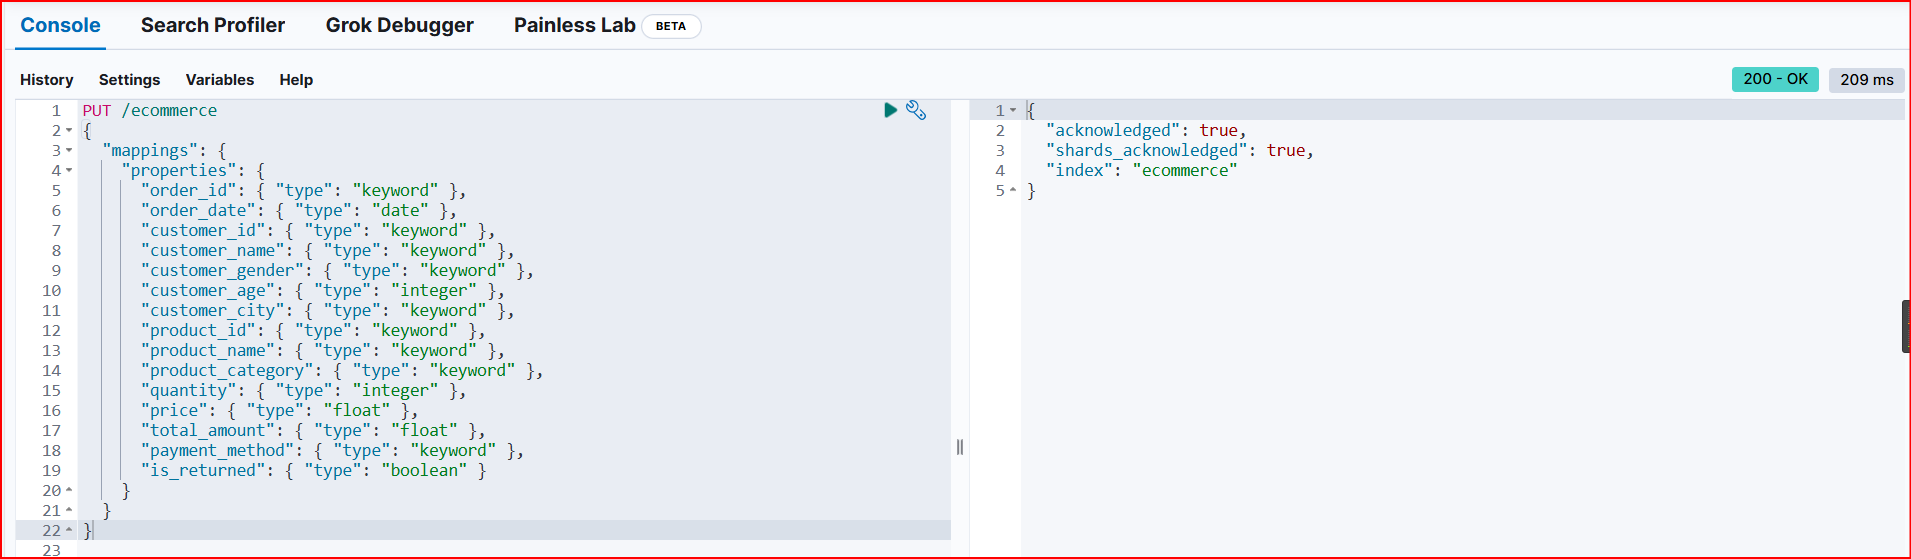 Console Search Profiler Grok Debugger Painless Lab BETA
History Settings Variables Help 200 - OK 209 ms
1 PUT /ecommerce
2 {
3 "mappings": {
4 "properties": {
5 "order_id": { "type": "keyword" },
6 "order_date": { "type": "date" },
7 "customer_id": { "type": "keyword" },
8 "customer_name": { "type": "keyword" },
9 "customer_gender": { "type": "keyword" },
10 "customer_age": { "type": "integer" },
11 "customer_city": { "type": "keyword" },
12 "product_id": { "type": "keyword" },
13 "product_name": { "type": "keyword" },
14 "product_category": { "type": "keyword" },
15 "quantity": { "type": "integer" },
16 "price": { "type": "float" },
17 "total_amount": { "type": "float" },
18 "payment_method": { "type": "keyword" },
19 "is_returned": { "type": "boolean" }
20 }
21 }
22 }
23
1 {
2 "acknowledged": true,
3 "shards_acknowledged": true,
4 "index": "ecommerce"
5 }